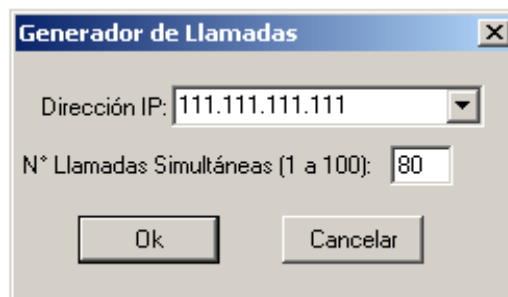 Generador de Llamadas
Dirección IP: 111.111.111.111
N° Llamadas Simultáneas (1 a 100): 80
Ok Cancelar